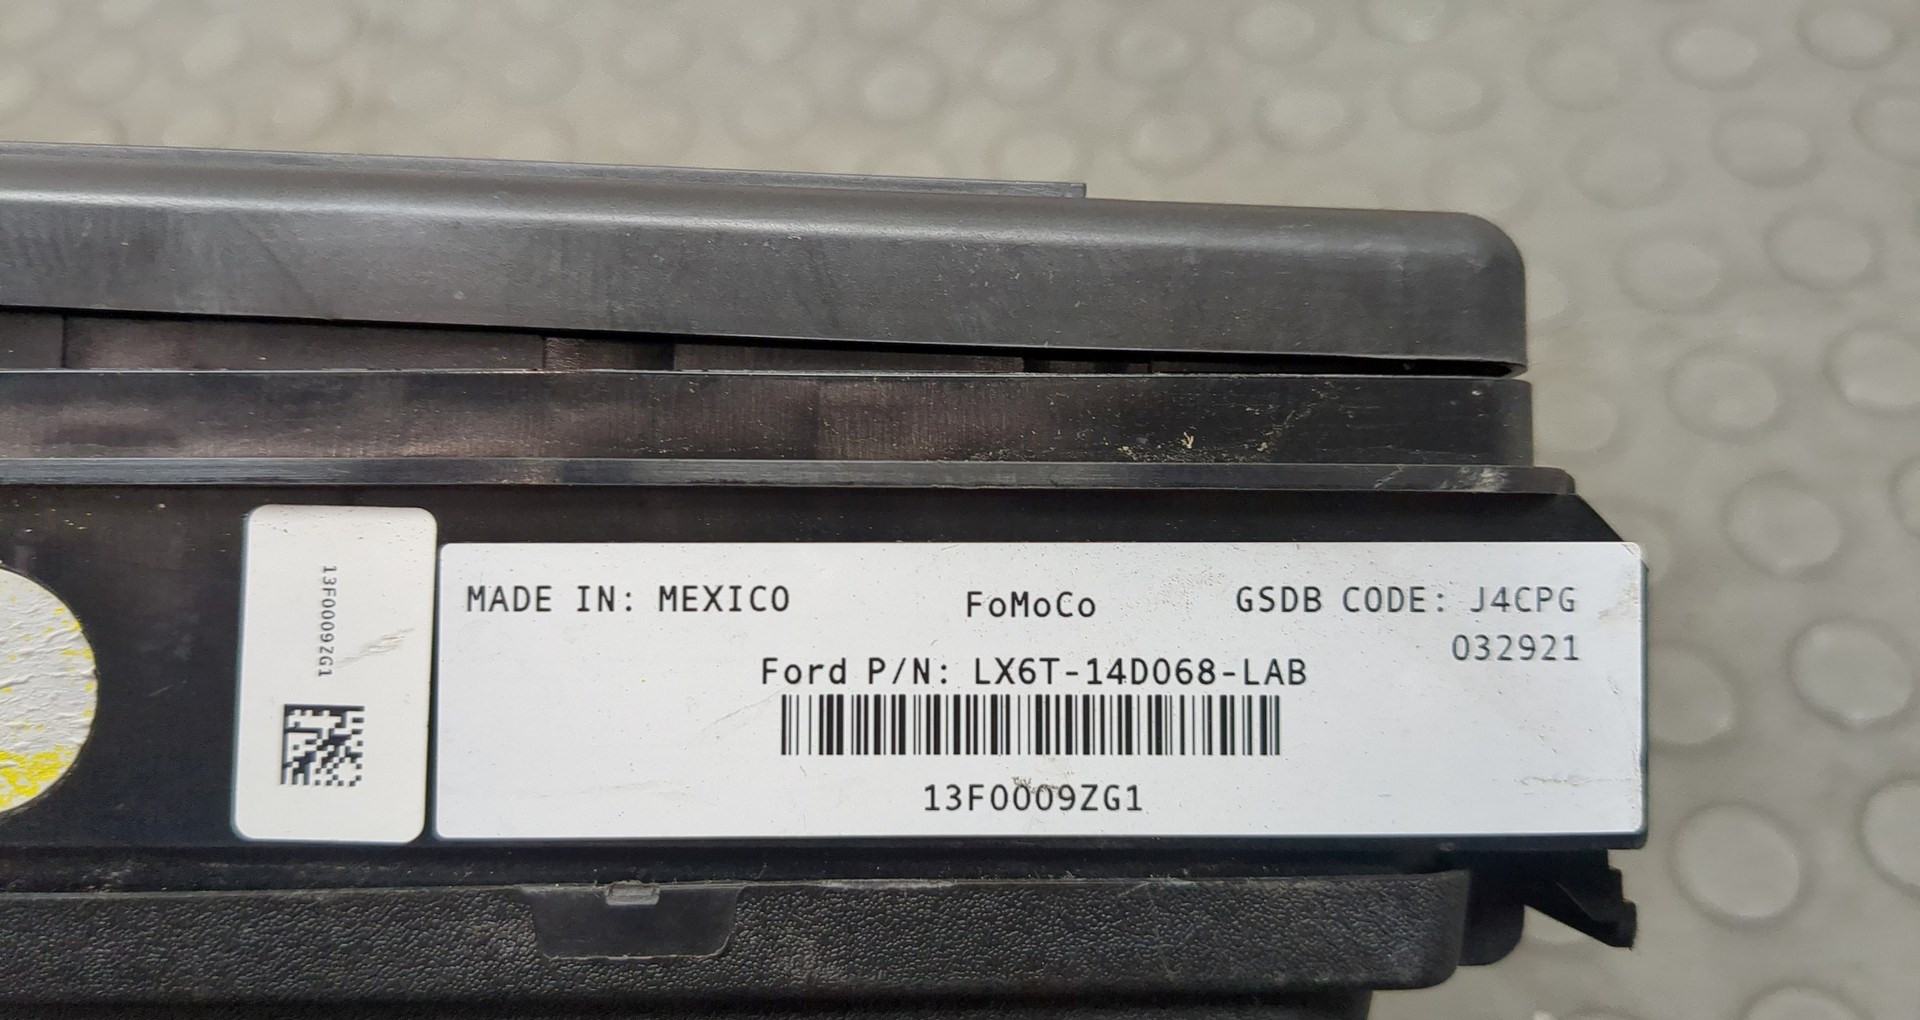 13F0009ZG1
MADE IN: MEXICO
FoMoCo
GSDB CODE: J4CPG
032921
Ford P/N: LX6T-14D068-LAB
13F0009ZG1